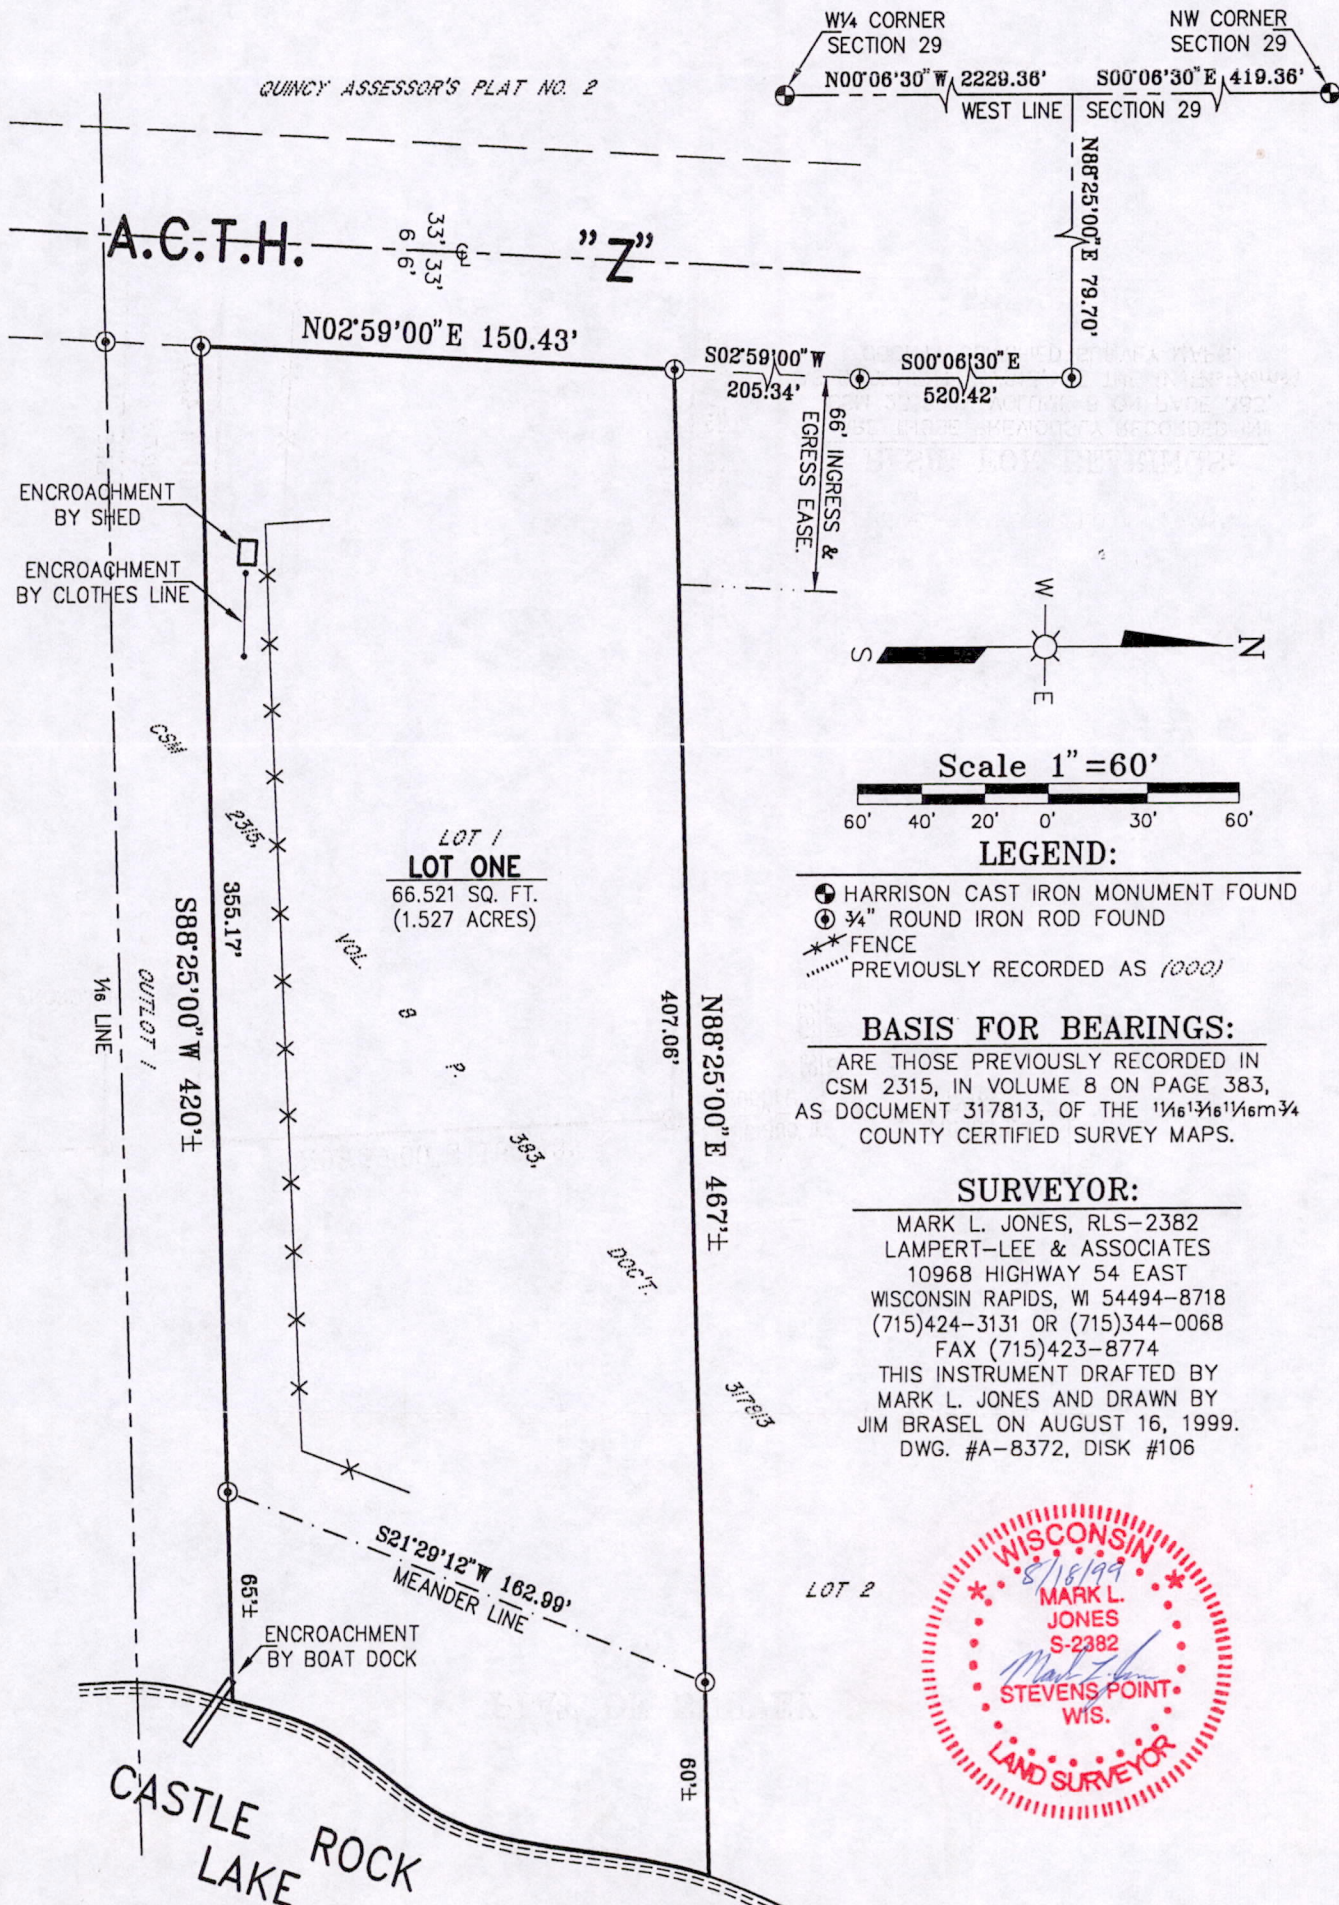 W1/4 CORNER
SECTION 29
NW CORNER
SECTION 29
N00°06'30"W 2229.36'
S00°06'30"E 419.36'
WEST LINE SECTION 29
N88°25'00"E 79.70'
QUINCY ASSESSOR'S PLAT NO. 2
A.C.T.H. "Z"
33' 33'
66'
N02°59'00"E 150.43'
S02°59'00"W
205.34'
S00°06'30"E
520.42'
66' INGRESS &
EGRESS EASE.
ENCROACHMENT
BY SHED
ENCROACHMENT
BY CLOTHES LINE
W
S
N
E
Scale 1"=60'
60' 40' 20' 0' 30' 60'
LOT 1
LOT ONE
66.521 SQ. FT.
(1.527 ACRES)
CSM 2315, VOL. 8 P. 383, DOC'T. 317813
355.17'
S88°25'00"W 420'±
OUTLOT 1
1/16 LINE
407.06'
N88°25'00"E 467'±
LEGEND:
HARRISON CAST IRON MONUMENT FOUND
3/4" ROUND IRON ROD FOUND
FENCE
PREVIOUSLY RECORDED AS (000)
BASIS FOR BEARINGS:
ARE THOSE PREVIOUSLY RECORDED IN
CSM 2315, IN VOLUME 8 ON PAGE 383,
AS DOCUMENT 317813, OF THE 11/16 13/16 11/16m 3/4
COUNTY CERTIFIED SURVEY MAPS.
SURVEYOR:
MARK L. JONES, RLS-2382
LAMPERT-LEE & ASSOCIATES
10968 HIGHWAY 54 EAST
WISCONSIN RAPIDS, WI 54494-8718
(715)424-3131 OR (715)344-0068
FAX (715)423-8774
THIS INSTRUMENT DRAFTED BY
MARK L. JONES AND DRAWN BY
JIM BRASEL ON AUGUST 16, 1999.
DWG. #A-8372, DISK #106
S21°29'12"W 162.99'
MEANDER LINE
65'±
ENCROACHMENT
BY BOAT DOCK
60'±
LOT 2
CASTLE ROCK
LAKE
WISCONSIN
8/18/99
MARK L.
JONES
S-2382
STEVENS POINT
WIS.
LAND SURVEYOR